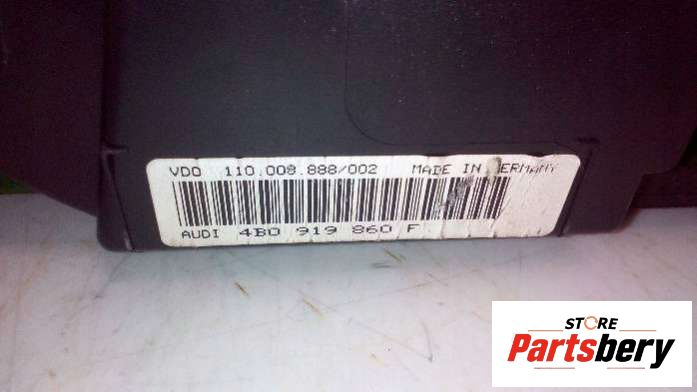 VDO 110.008.888/002 MADE IN GERMANY
AUDI 4B0 919 860 F
STORE
Partsbery